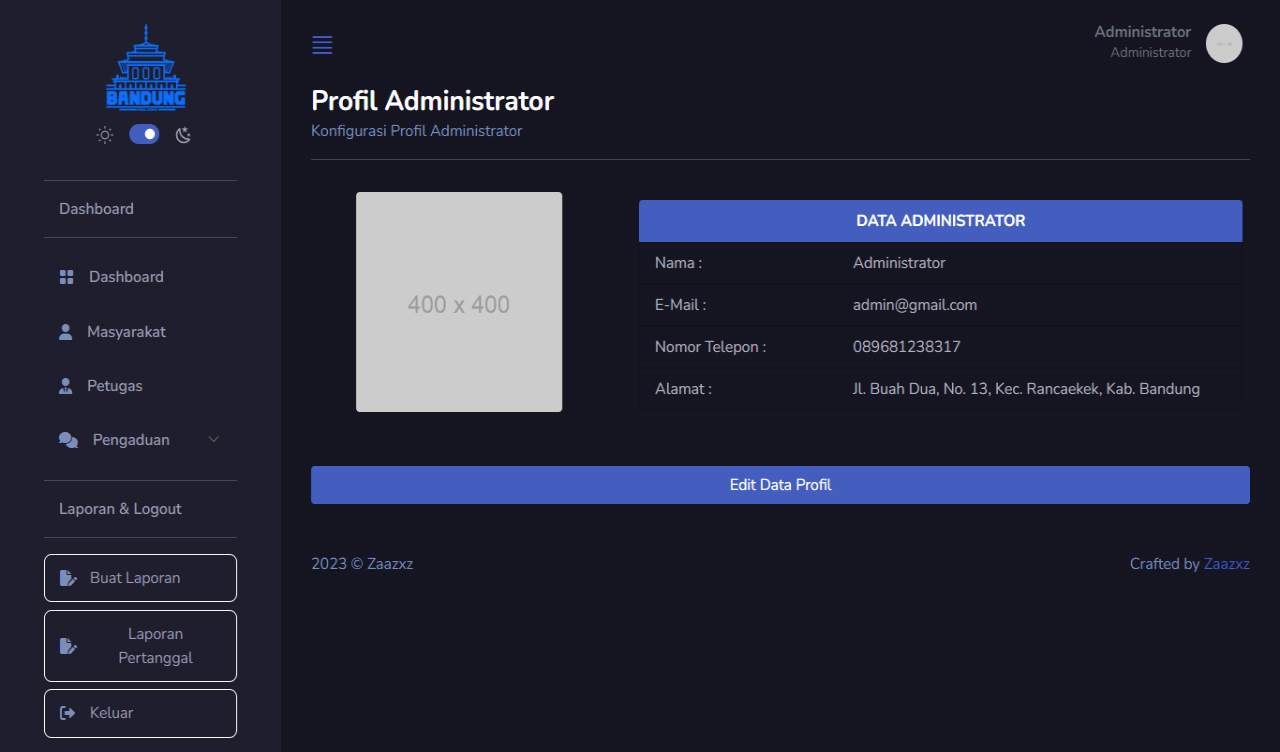 BANDUNG
Dashboard
Dashboard
Masyarakat
Petugas
Pengaduan
Laporan & Logout
Buat Laporan
Laporan
Pertanggal
Keluar
Administrator
Administrator
Profil Administrator
Konfigurasi Profil Administrator
400 x 400
DATA ADMINISTRATOR
Nama : Administrator
E-Mail : admin@gmail.com
Nomor Telepon : 089681238317
Alamat : Jl. Buah Dua, No. 13, Kec. Rancaekek, Kab. Bandung
Edit Data Profil
2023 © Zaazxz
Crafted by Zaazxz